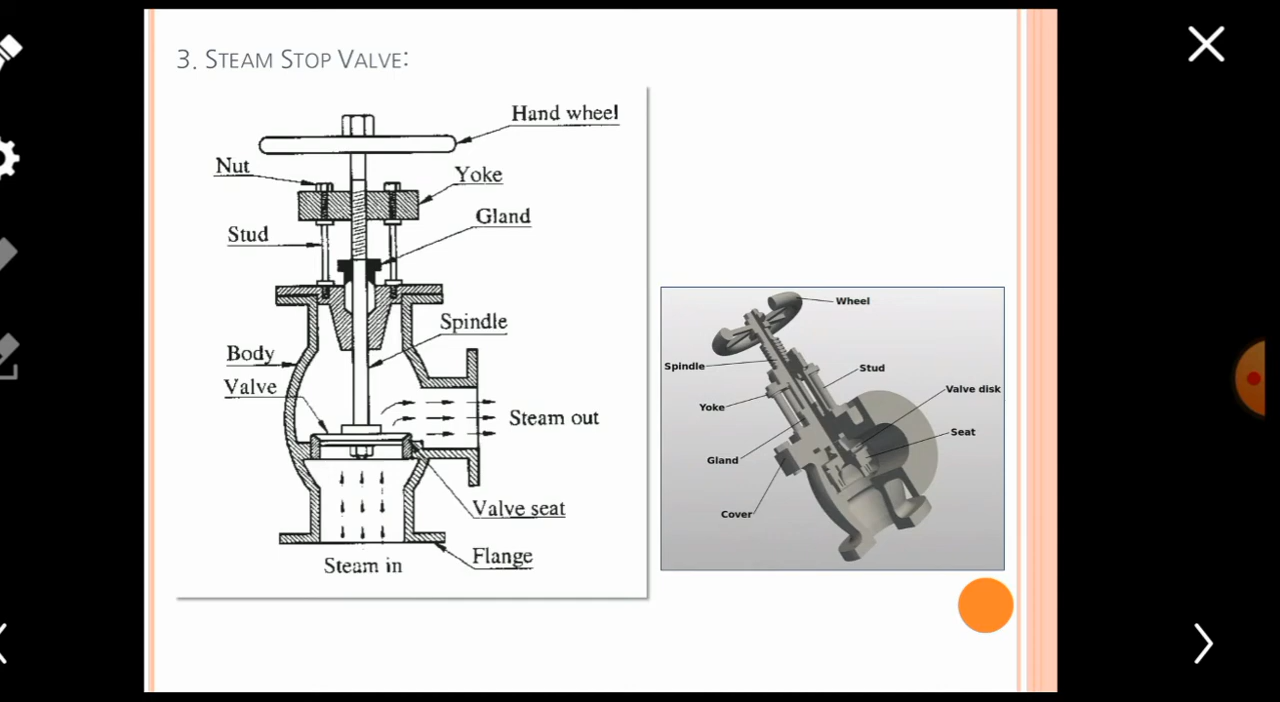 3. Steam Stop Valve:
Hand wheel
Nut
Yoke
Gland
Stud
Spindle
Body
Valve
Steam out
Valve seat
Flange
Steam in
Wheel
Spindle
Stud
Valve disk
Yoke
Seat
Gland
Cover